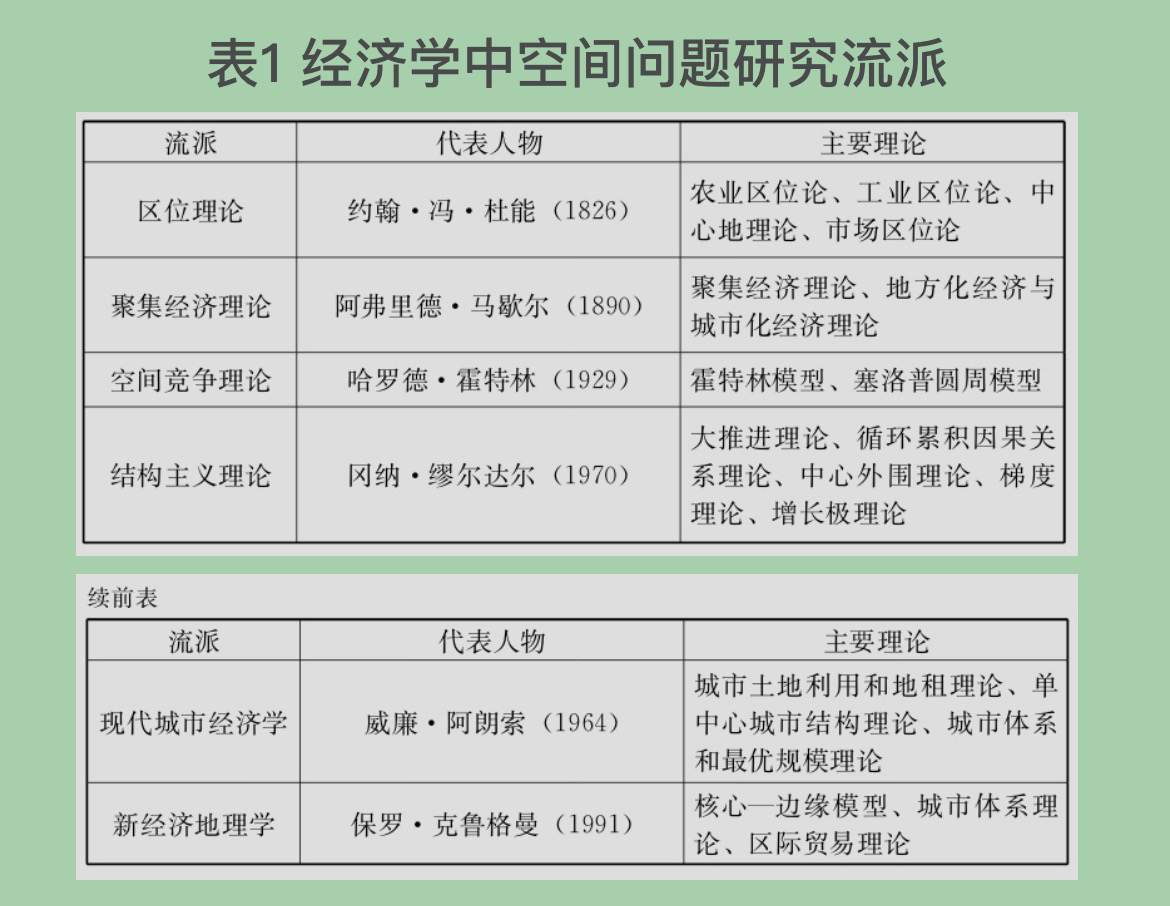 表1 经济学中空间问题研究流派
流派 代表人物 主要理论
区位理论 约翰·冯·杜能（1826） 农业区位论、工业区位论、中
心地理论、市场区位论
聚集经济理论 阿弗里德·马歇尔（1890） 聚集经济理论、地方化经济与
城市化经济理论
空间竞争理论 哈罗德·霍特林（1929） 霍特林模型、塞洛普圆周模型
结构主义理论 冈纳·缪尔达尔（1970） 大推进理论、循环累积因果关
系理论、中心外围理论、梯度
理论、增长极理论
续前表
流派 代表人物 主要理论
现代城市经济学 威廉·阿朗索（1964） 城市土地利用和地租理论、单
中心城市结构理论、城市体系
和最优规模理论
新经济地理学 保罗·克鲁格曼（1991） 核心—边缘模型、城市体系理
论、区际贸易理论